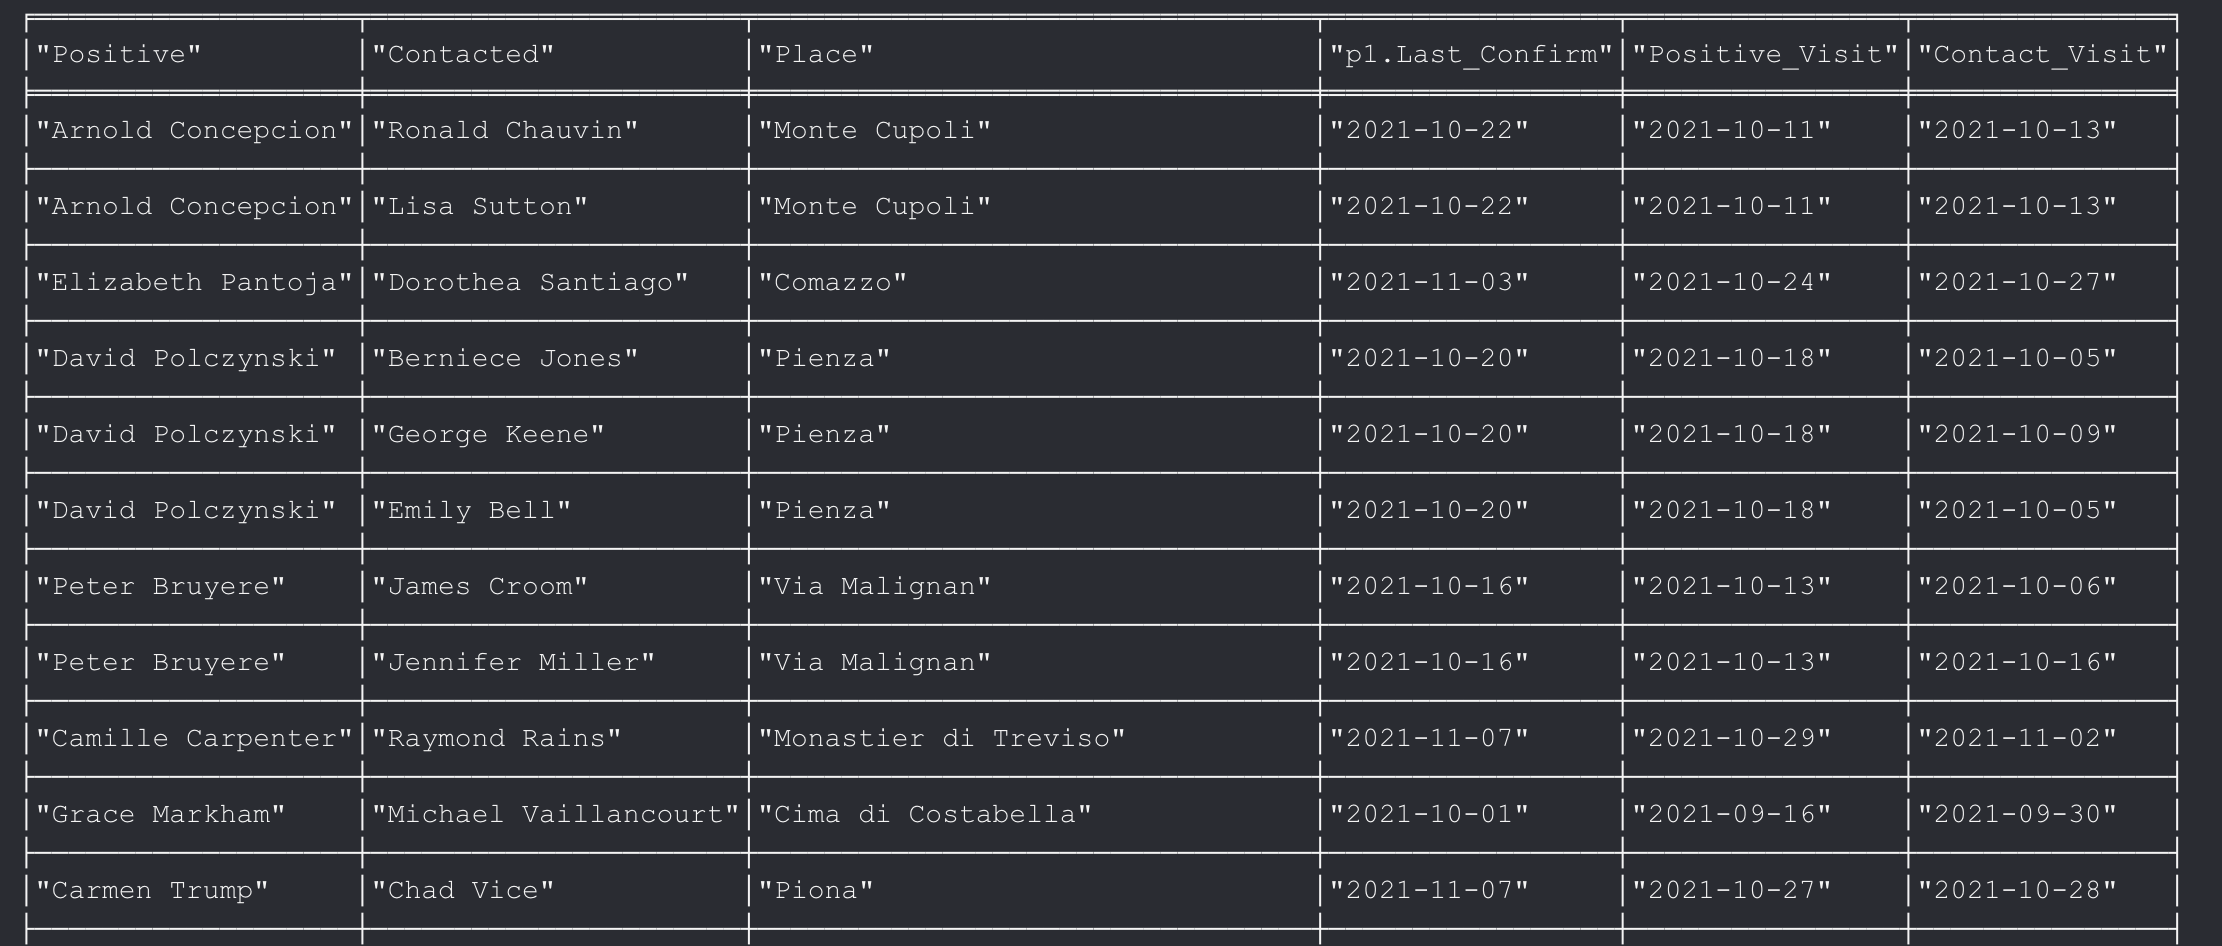 "Positive" "Contacted" "Place" "p1.Last_Confirm" "Positive_Visit" "Contact_Visit"
"Arnold Concepcion" "Ronald Chauvin" "Monte Cupoli" "2021-10-22" "2021-10-11" "2021-10-13"
"Arnold Concepcion" "Lisa Sutton" "Monte Cupoli" "2021-10-22" "2021-10-11" "2021-10-13"
"Elizabeth Pantoja" "Dorothea Santiago" "Comazzo" "2021-11-03" "2021-10-24" "2021-10-27"
"David Polczynski" "Berniece Jones" "Pienza" "2021-10-20" "2021-10-18" "2021-10-05"
"David Polczynski" "George Keene" "Pienza" "2021-10-20" "2021-10-18" "2021-10-09"
"David Polczynski" "Emily Bell" "Pienza" "2021-10-20" "2021-10-18" "2021-10-05"
"Peter Bruyere" "James Croom" "Via Malignan" "2021-10-16" "2021-10-13" "2021-10-06"
"Peter Bruyere" "Jennifer Miller" "Via Malignan" "2021-10-16" "2021-10-13" "2021-10-16"
"Camille Carpenter" "Raymond Rains" "Monastier di Treviso" "2021-11-07" "2021-10-29" "2021-11-02"
"Grace Markham" "Michael Vaillancourt" "Cima di Costabella" "2021-10-01" "2021-09-16" "2021-09-30"
"Carmen Trump" "Chad Vice" "Piona" "2021-11-07" "2021-10-27" "2021-10-28"